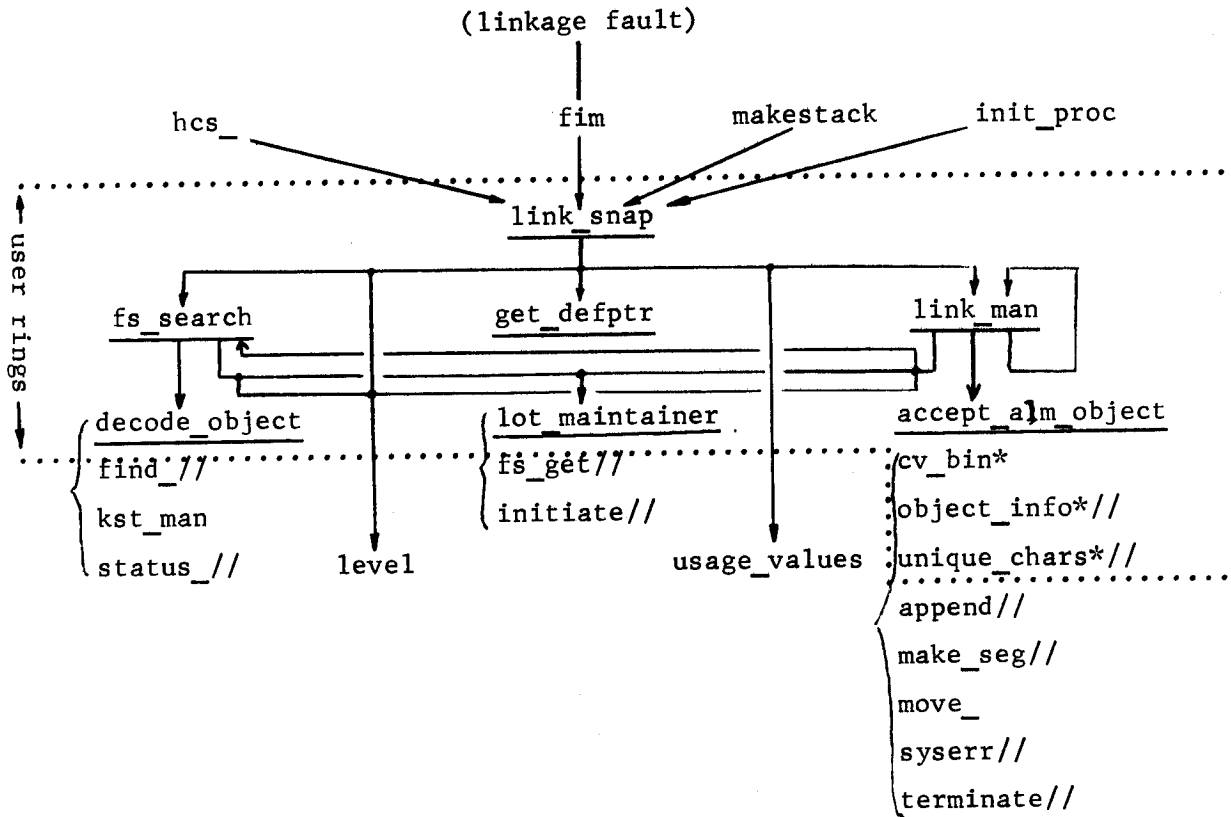 (linkage fault)
hcs_ fim makestack init_proc
link_snap
user rings
fs_search get_defptr link_man
decode_object lot_maintainer accept_alm_object
find_// fs_get// cv_bin*
kst_man initiate// object_info*//
status_// level usage_values unique_chars*//
append//
make_seg//
move_
syserr//
terminate//